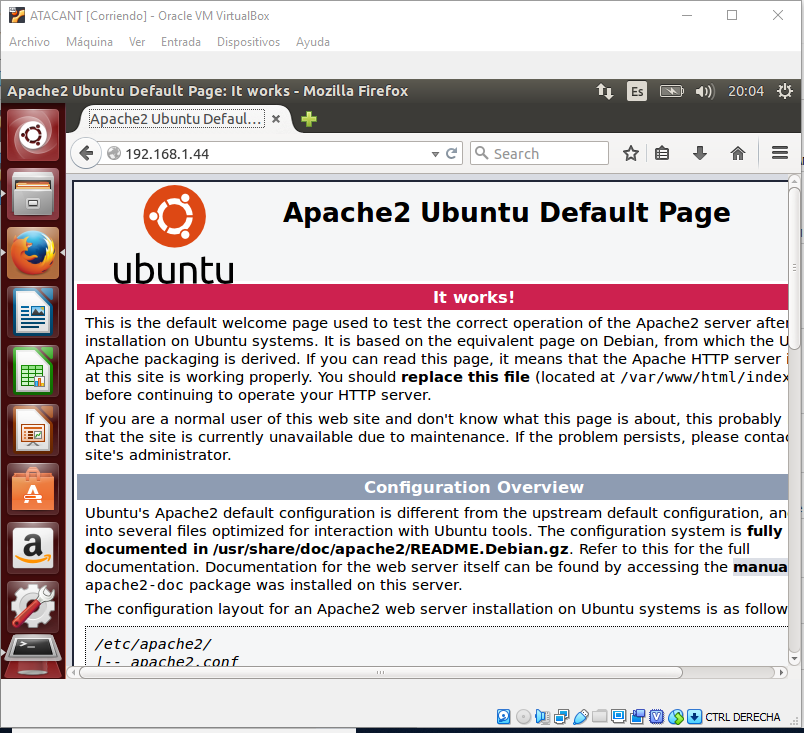 ATACANT [Corriendo] - Oracle VM VirtualBox
Archivo Máquina Ver Entrada Dispositivos Ayuda
Apache2 Ubuntu Default Page: It works - Mozilla Firefox
Es
20:04
Apache2 Ubuntu Defaul...
192.168.1.44
Search
ubuntu
Apache2 Ubuntu Default Page
It works!
This is the default welcome page used to test the correct operation of the Apache2 server after
installation on Ubuntu systems. It is based on the equivalent page on Debian, from which the U
Apache packaging is derived. If you can read this page, it means that the Apache HTTP server i
at this site is working properly. You should replace this file (located at /var/www/html/index
before continuing to operate your HTTP server.
If you are a normal user of this web site and don't know what this page is about, this probably
that the site is currently unavailable due to maintenance. If the problem persists, please contac
site's administrator.
Configuration Overview
Ubuntu's Apache2 default configuration is different from the upstream default configuration, an
into several files optimized for interaction with Ubuntu tools. The configuration system is fully
documented in /usr/share/doc/apache2/README.Debian.gz. Refer to this for the full
documentation. Documentation for the web server itself can be found by accessing the manua
apache2-doc package was installed on this server.
The configuration layout for an Apache2 web server installation on Ubuntu systems is as follow
/etc/apache2/
|-- apache2.conf
CTRL DERECHA